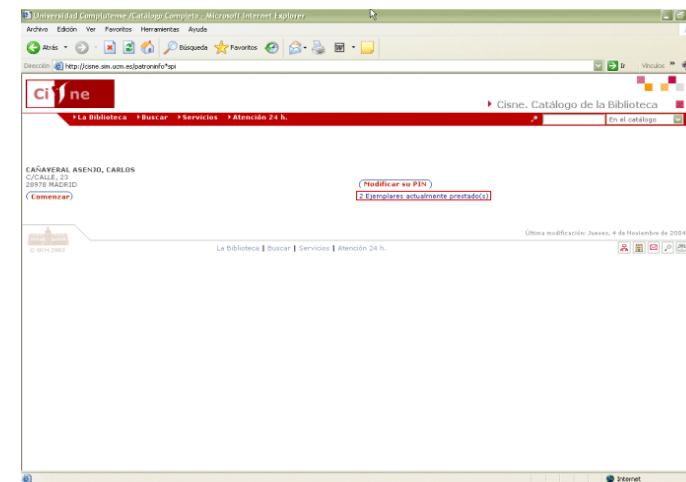 Universidad Complutense /Catálogo Completo - Microsoft Internet Explorer
Archivo Edición Ver Favoritos Herramientas Ayuda
Atrás Búsqueda Favoritos
Dirección http://cisne.sim.ucm.es/patroninfo*spi Ir Vínculos
Cisne
Cisne. Catálogo de la Biblioteca
La Biblioteca Buscar Servicios Atención 24 h. En el catálogo
CAÑAVERAL ASENJO, CARLOS
C/CALLE, 23
28978 MADRID
(Modificar su PIN)
(Comenzar)
2 Ejemplares actualmente prestado(s)
Última modificación: Jueves, 4 de Noviembre de 2004
La Biblioteca | Buscar | Servicios | Atención 24 h.
© UCM 2003
Internet